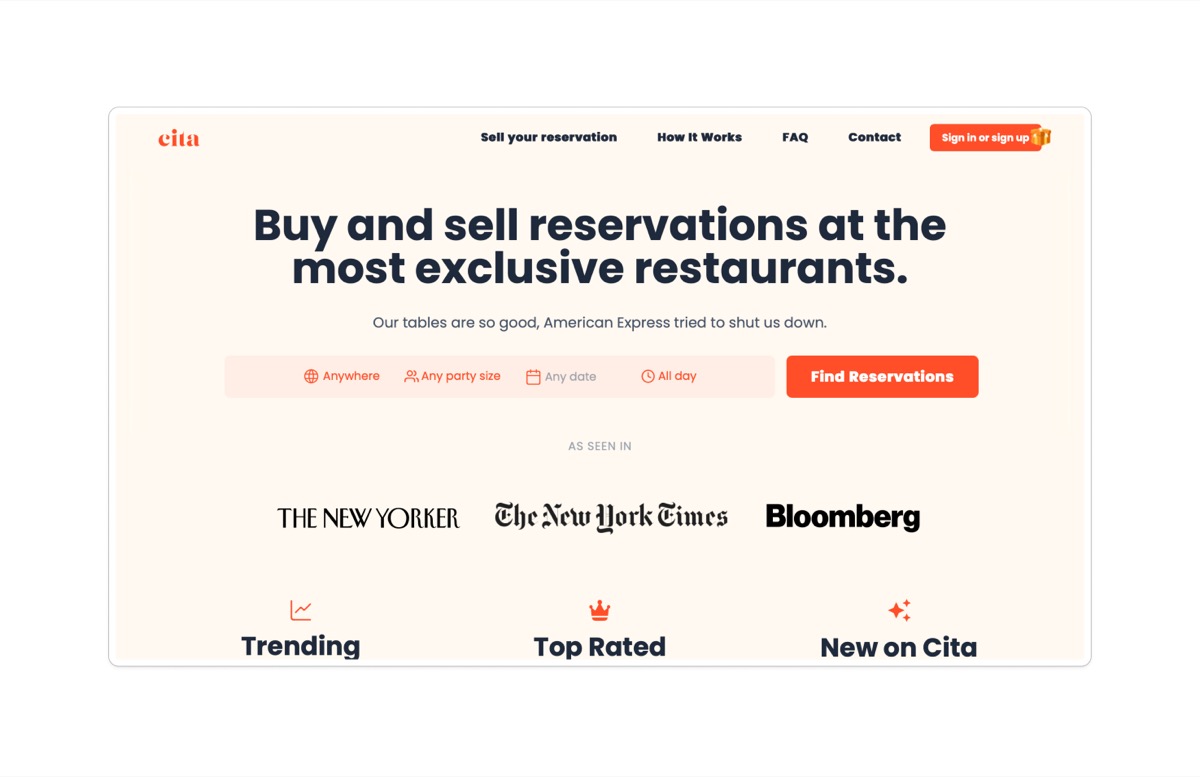 cita
Sell your reservation
How It Works
FAQ
Contact
Sign in or sign up
Buy and sell reservations at the
most exclusive restaurants.
Our tables are so good, American Express tried to shut us down.
Anywhere
Any party size
Any date
All day
Find Reservations
AS SEEN IN
THE NEW YORKER
The New York Times
Bloomberg
Trending
Top Rated
New on Cita